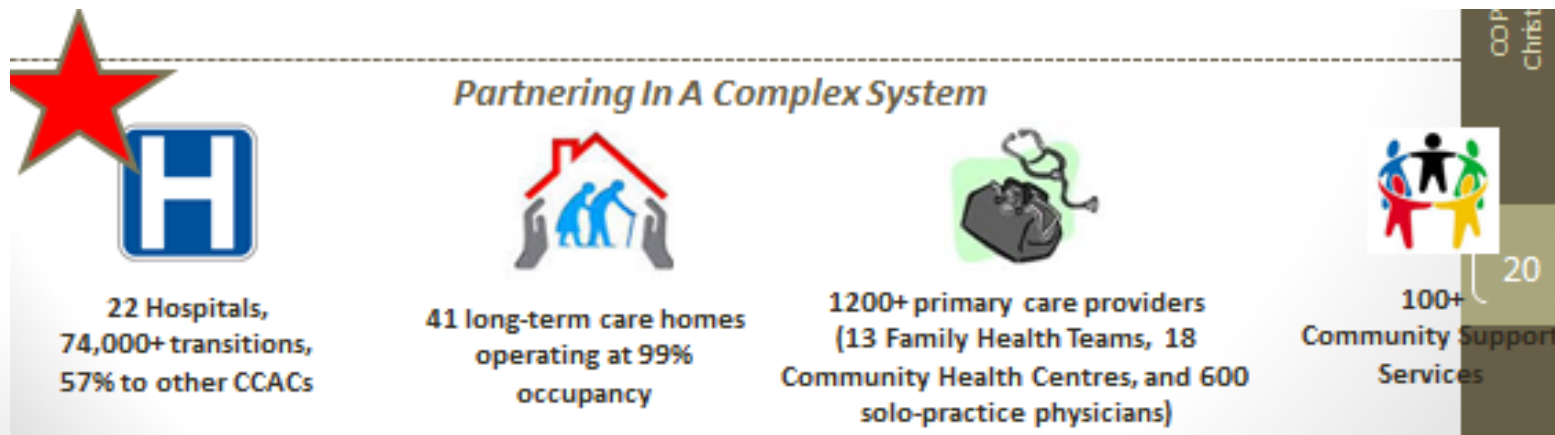 Partnering In A Complex System
H
22 Hospitals,
74,000+ transitions,
57% to other CCACs
41 long-term care homes
operating at 99%
occupancy
1200+ primary care providers
(13 Family Health Teams, 18
Community Health Centres, and 600
solo-practice physicians)
100+
Community Support
Services
20